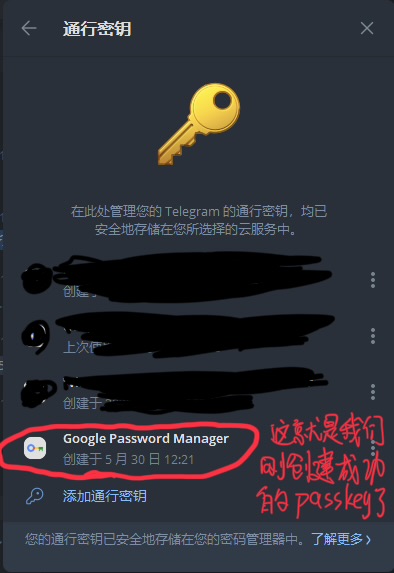 通行密钥
在此处管理您的 Telegram 的通行密钥，均已
安全地存储在您所选择的云服务中。
创建于
上次使
创建于
Google Password Manager
创建于 5 月 30 日 12:21
这就是我们
刚创建成功
的passkey了
添加通行密钥
您的通行密钥已安全地存储在您的密码管理器中。了解更多 >